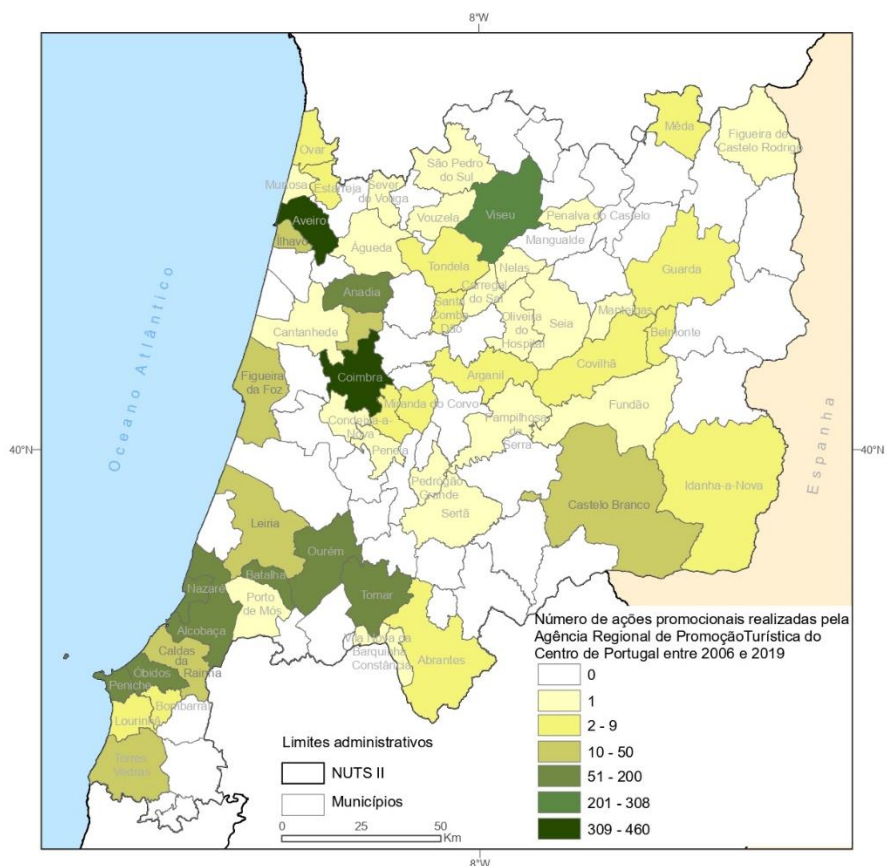 8°W
Mêda
Figueira de
Castelo Rodrigo
Ovar
São Pedro
do Sul
Murtosa
Estarreja
Sever
do Vouga
Aveiro
Vouzela
Viseu
Penalva do Castelo
Ílhavo
Mangualde
Águeda
Tondela
Guarda
Nelas
Anadia
Carregal
do Sal
Santa
Comba
Dão
Oliveira
do
Hospital
Seia
Manteigas
Cantanhede
Belmonte
Coimbra
Arganil
Covilhã
Figueira
da Foz
Miranda do Corvo
Fundão
Condeixa-a-
Nova
Pampilhosa
da
Serra
Penela
40°N
40°N
Oceano Atlântico
Espanha
Pedrógão
Grande
Idanha-a-Nova
Castelo Branco
Sertã
Leiria
Ourém
Batalha
Nazaré
Porto
de Mós
Tomar
Alcobaça
Vila Nova da
Barquinha
Constância
Abrantes
Caldas
da
Rainha
Óbidos
Peniche
Bombarral
Lourinhã
Torres
Vedras
Número de ações promocionais realizadas pela
Agência Regional de PromoçãoTurística do
Centro de Portugal entre 2006 e 2019
0
1
2 - 9
10 - 50
51 - 200
201 - 308
309 - 460
Limites administrativos
NUTS II
Municípios
0 25 50
Km
8°W